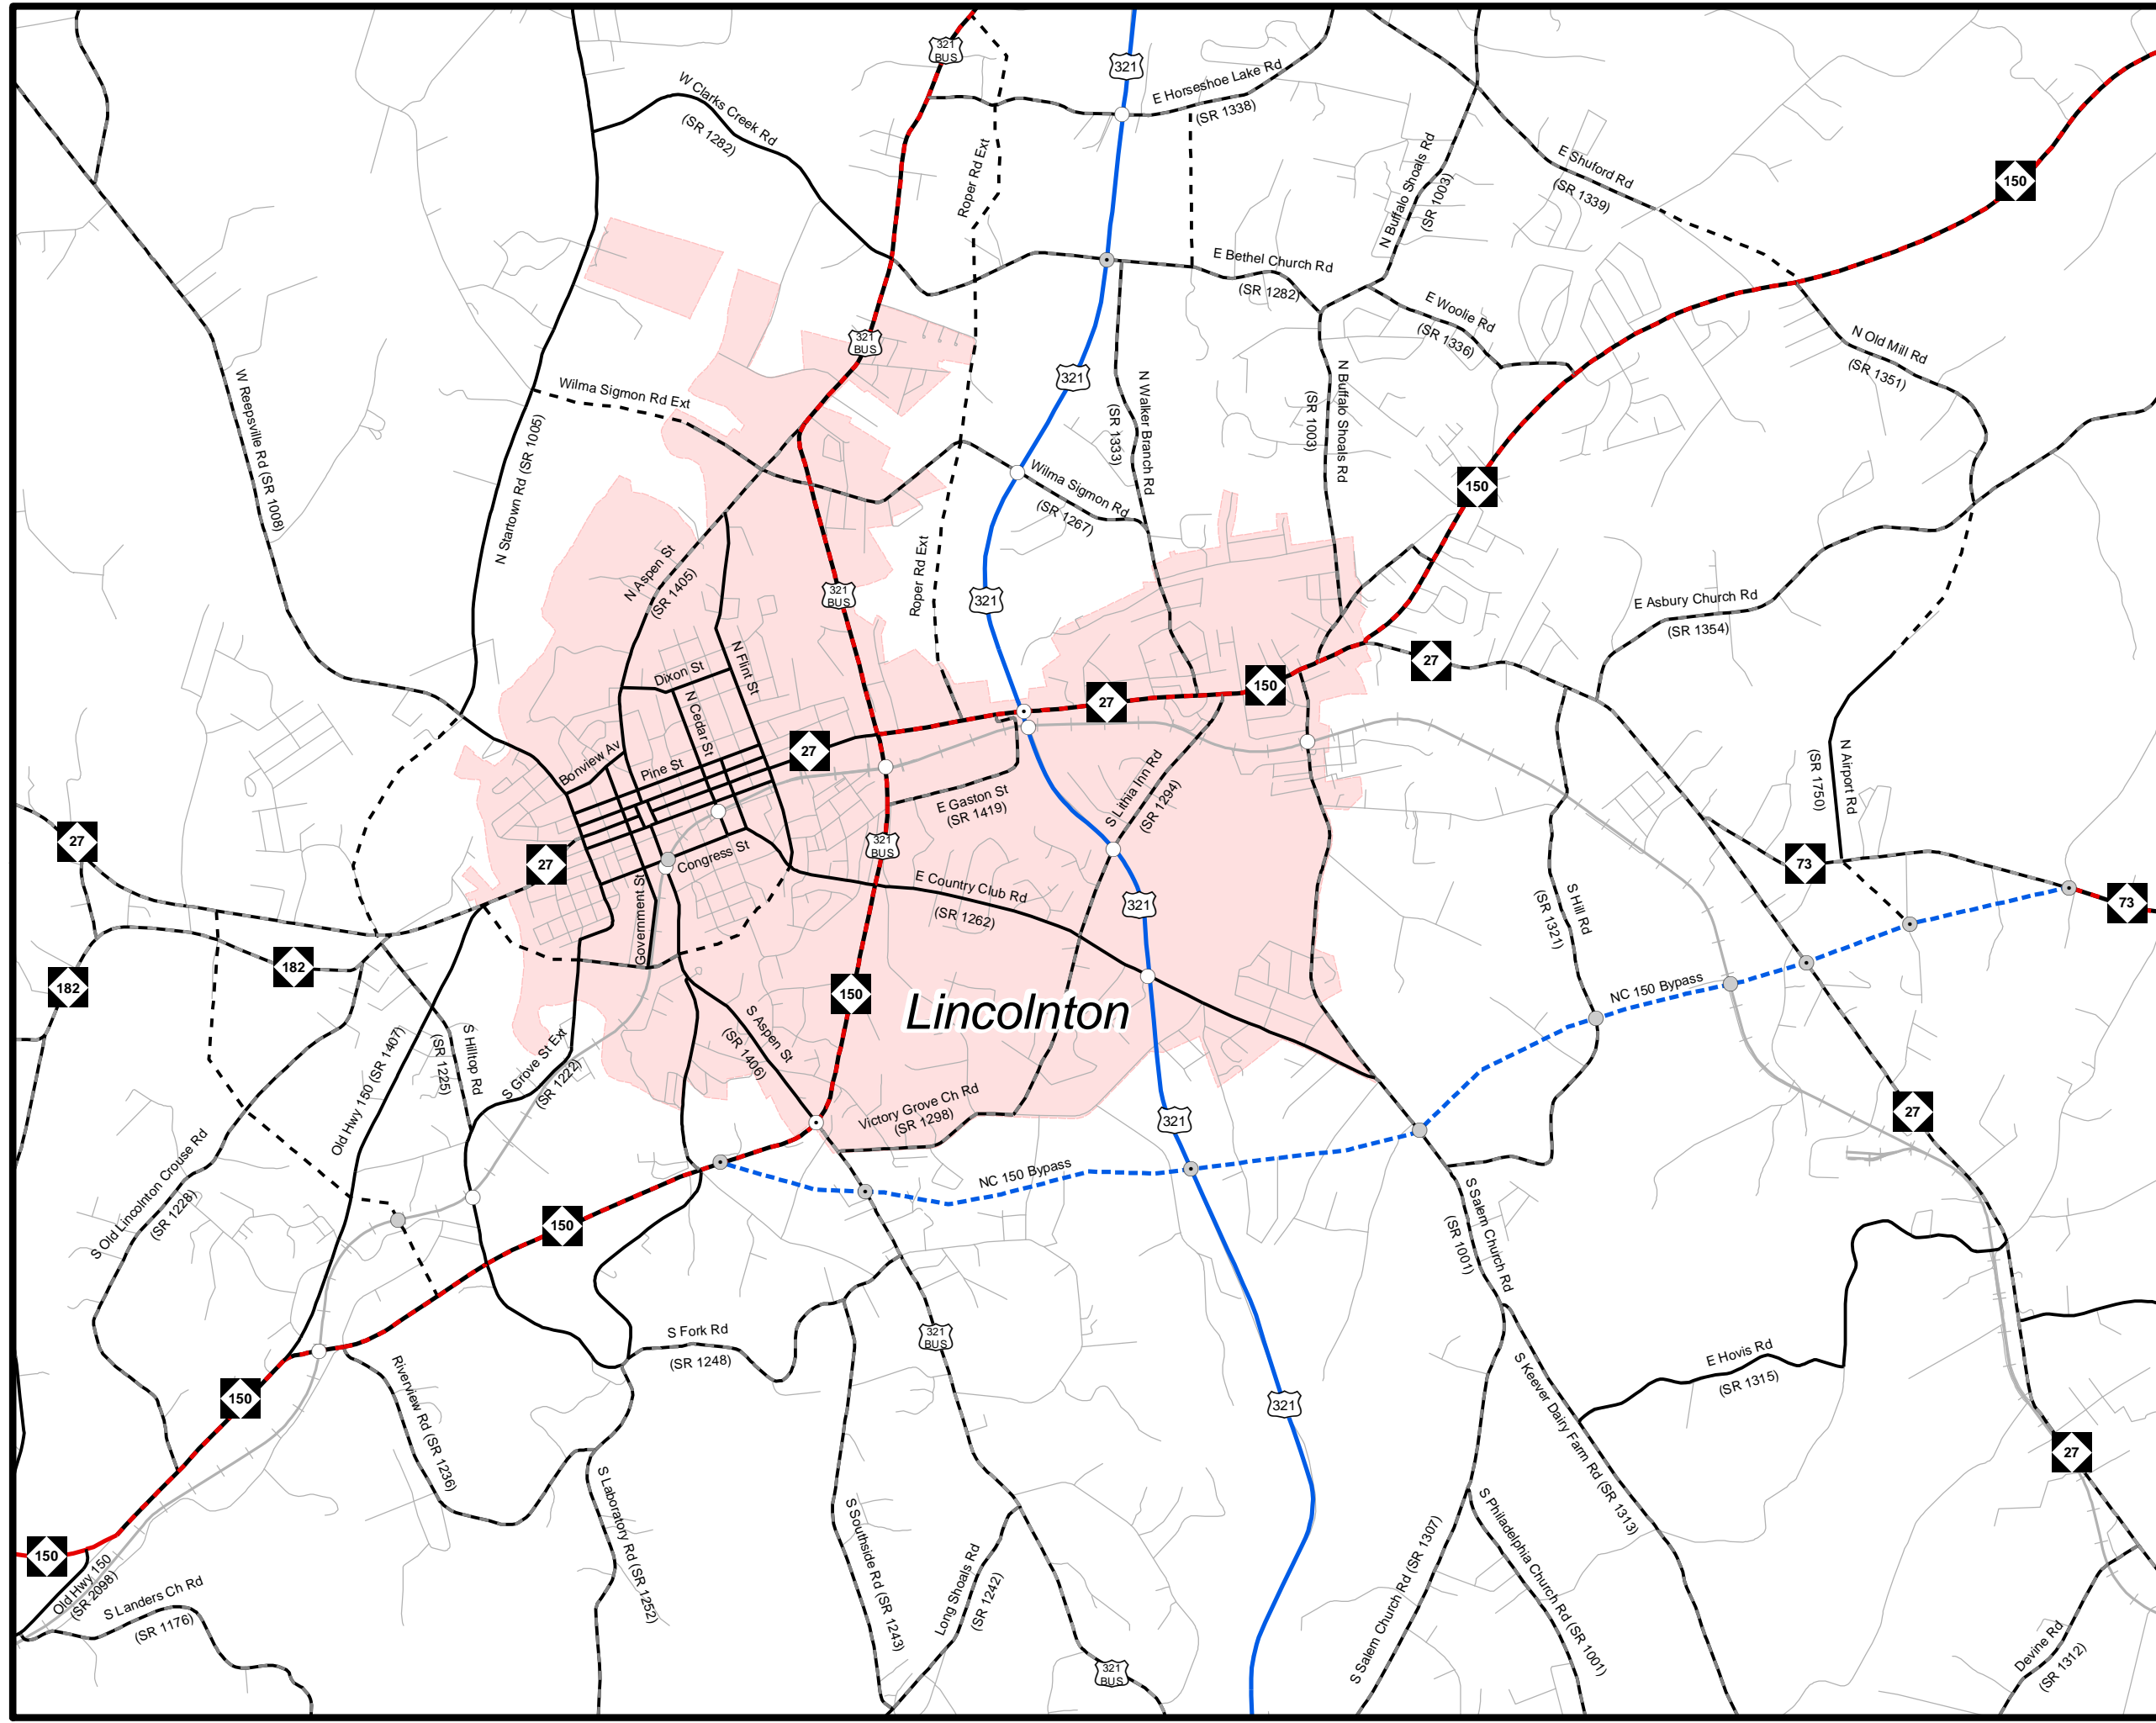 321
BUS
321
W Clarks Creek Rd
(SR 1282)
E Horseshoe Lake Rd
(SR 1338)
Roper Rd Ext
N Buffalo Shoals Rd
(SR 1003)
E Shuford Rd
(SR 1339)
150
E Bethel Church Rd
(SR 1282)
E Woolie Rd
(SR 1336)
N Old Mill Rd
(SR 1351)
321
BUS
321
W Reepsville Rd (SR 1008)
Wilma Sigmon Rd Ext
N Startown Rd (SR 1005)
N Walker Branch Rd
(SR 1333)
N Buffalo Shoals Rd
(SR 1003)
Wilma Sigmon Rd
(SR 1267)
150
N Aspen St
(SR 1405)
321
BUS
Roper Rd Ext
321
E Asbury Church Rd
(SR 1354)
Dixon St
N Flint St
N Cedar St
27
150
27
Bonview Av
Pine St
27
E Gaston St
(SR 1419)
S Lithia Inn Rd
(SR 1294)
N Airport Rd
(SR 1750)
27
27
Congress St
321
BUS
73
73
Government St
E Country Club Rd
(SR 1262)
321
S Hill Rd
(SR 1321)
182
182
150
Lincolnton
NC 150 Bypass
Old Hwy 150 (SR 1407)
S Hilltop Rd
(SR 1225)
S Grove St Ext
(SR 1222)
S Aspen St
(SR 1406)
Victory Grove Ch Rd
(SR 1298)
321
27
S Old Lincolnton Crouse Rd
(SR 1228)
NC 150 Bypass
150
S Salem Church Rd
(SR 1001)
S Fork Rd
(SR 1248)
321
BUS
E Hovis Rd
(SR 1315)
150
Riverview Rd (SR 1236)
321
S Keever Dairy Farm Rd (SR 1313)
27
S Laboratory Rd (SR 1252)
S Southside Rd (SR 1243)
Long Shoals Rd
(SR 1242)
S Salem Church Rd (SR 1307)
S Philadelphia Church Rd (SR 1001)
150
Old Hwy 150
(SR 2098)
S Landers Ch Rd
(SR 1176)
321
BUS
Devine Rd
(SR 1312)